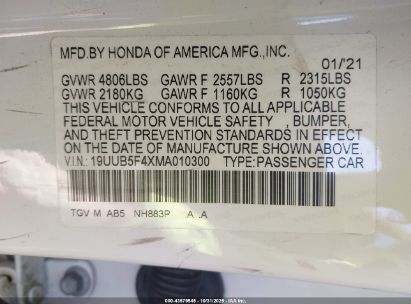 MFD.BY HONDA OF AMERICA MFG.,INC.
01/'21
GVWR 4806LBS GAWR F 2557LBS R 2315LBS
GVWR 2180KG GAWR F 1160KG R 1050KG
THIS VEHICLE CONFORMS TO ALL APPLICABLE
FEDERAL MOTOR VEHICLE SAFETY , BUMPER,
AND THEFT PREVENTION STANDARDS IN EFFECT
ON THE DATE OF MANUFACTURE SHOWN ABOVE.
V.I.N.: 19UUB5F4XMA010300 TYPE:PASSENGER CAR
TGV M AB5 NH883P A .A